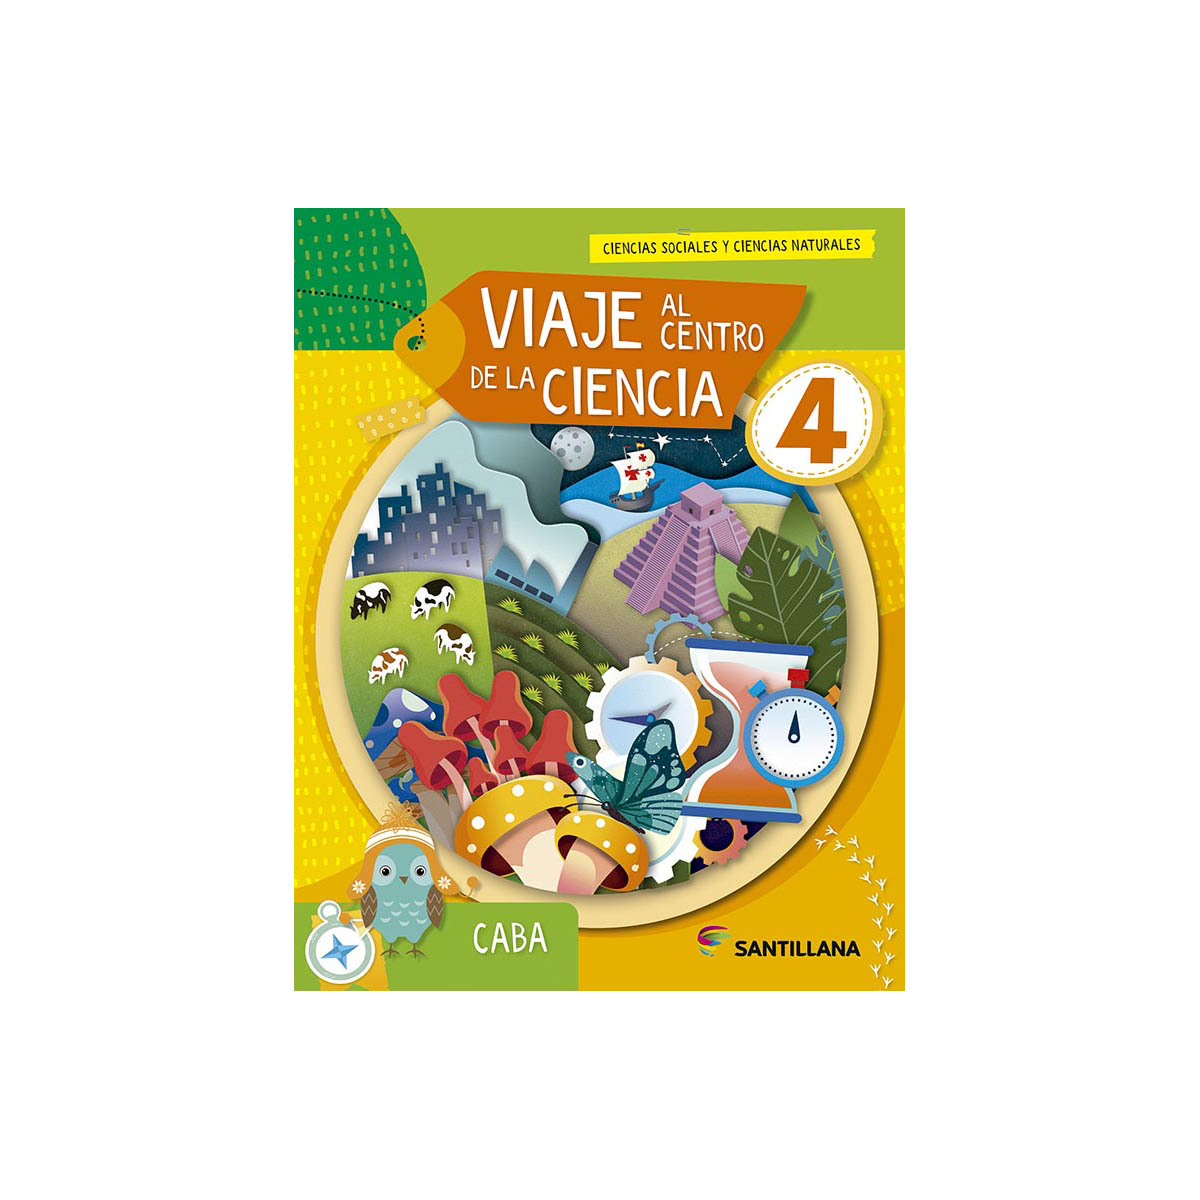 CIENCIAS SOCIALES Y CIENCIAS NATURALES
VIAJE AL CENTRO
DE LA CIENCIA
4
CABA
SANTILLANA